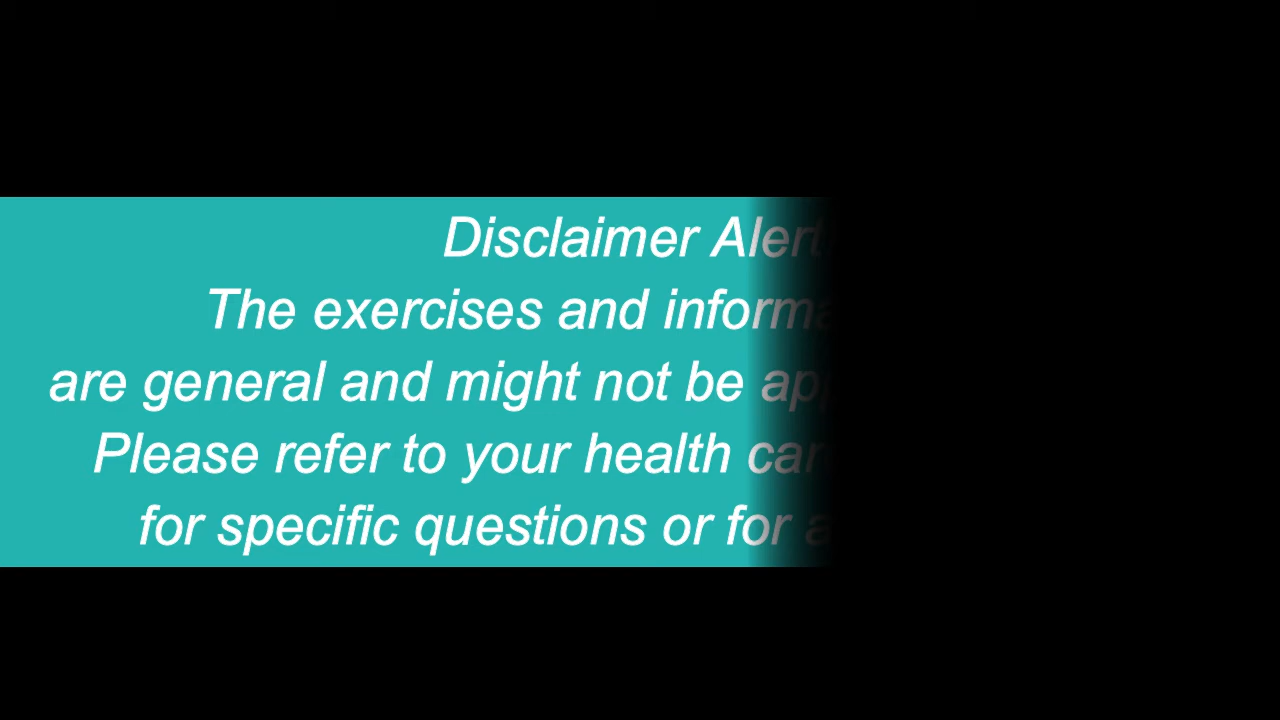 Disclaimer Alert
The exercises and
are general and might not be
Please refer to your health
for specific questions or for